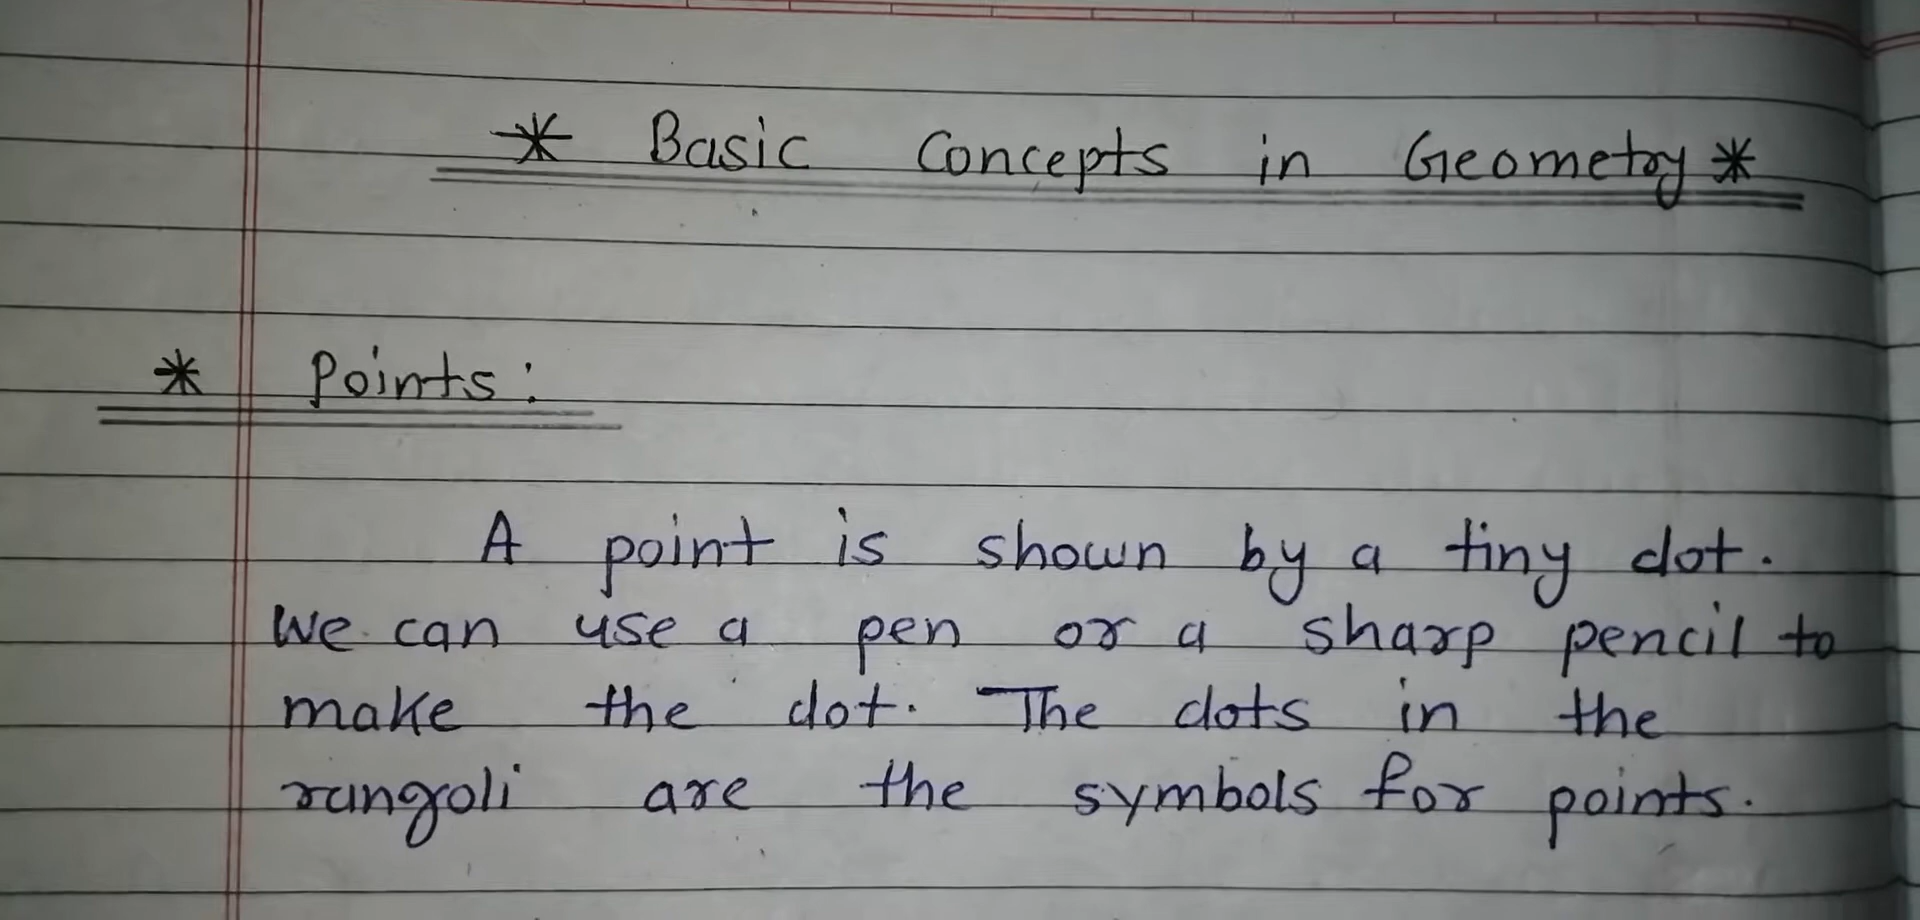 * Basic Concepts in Geometry *
* Points:
A point is shown by a tiny dot.
We can use a pen or a sharp pencil to
make the dot. The dots in the
rangoli are the symbols for points.